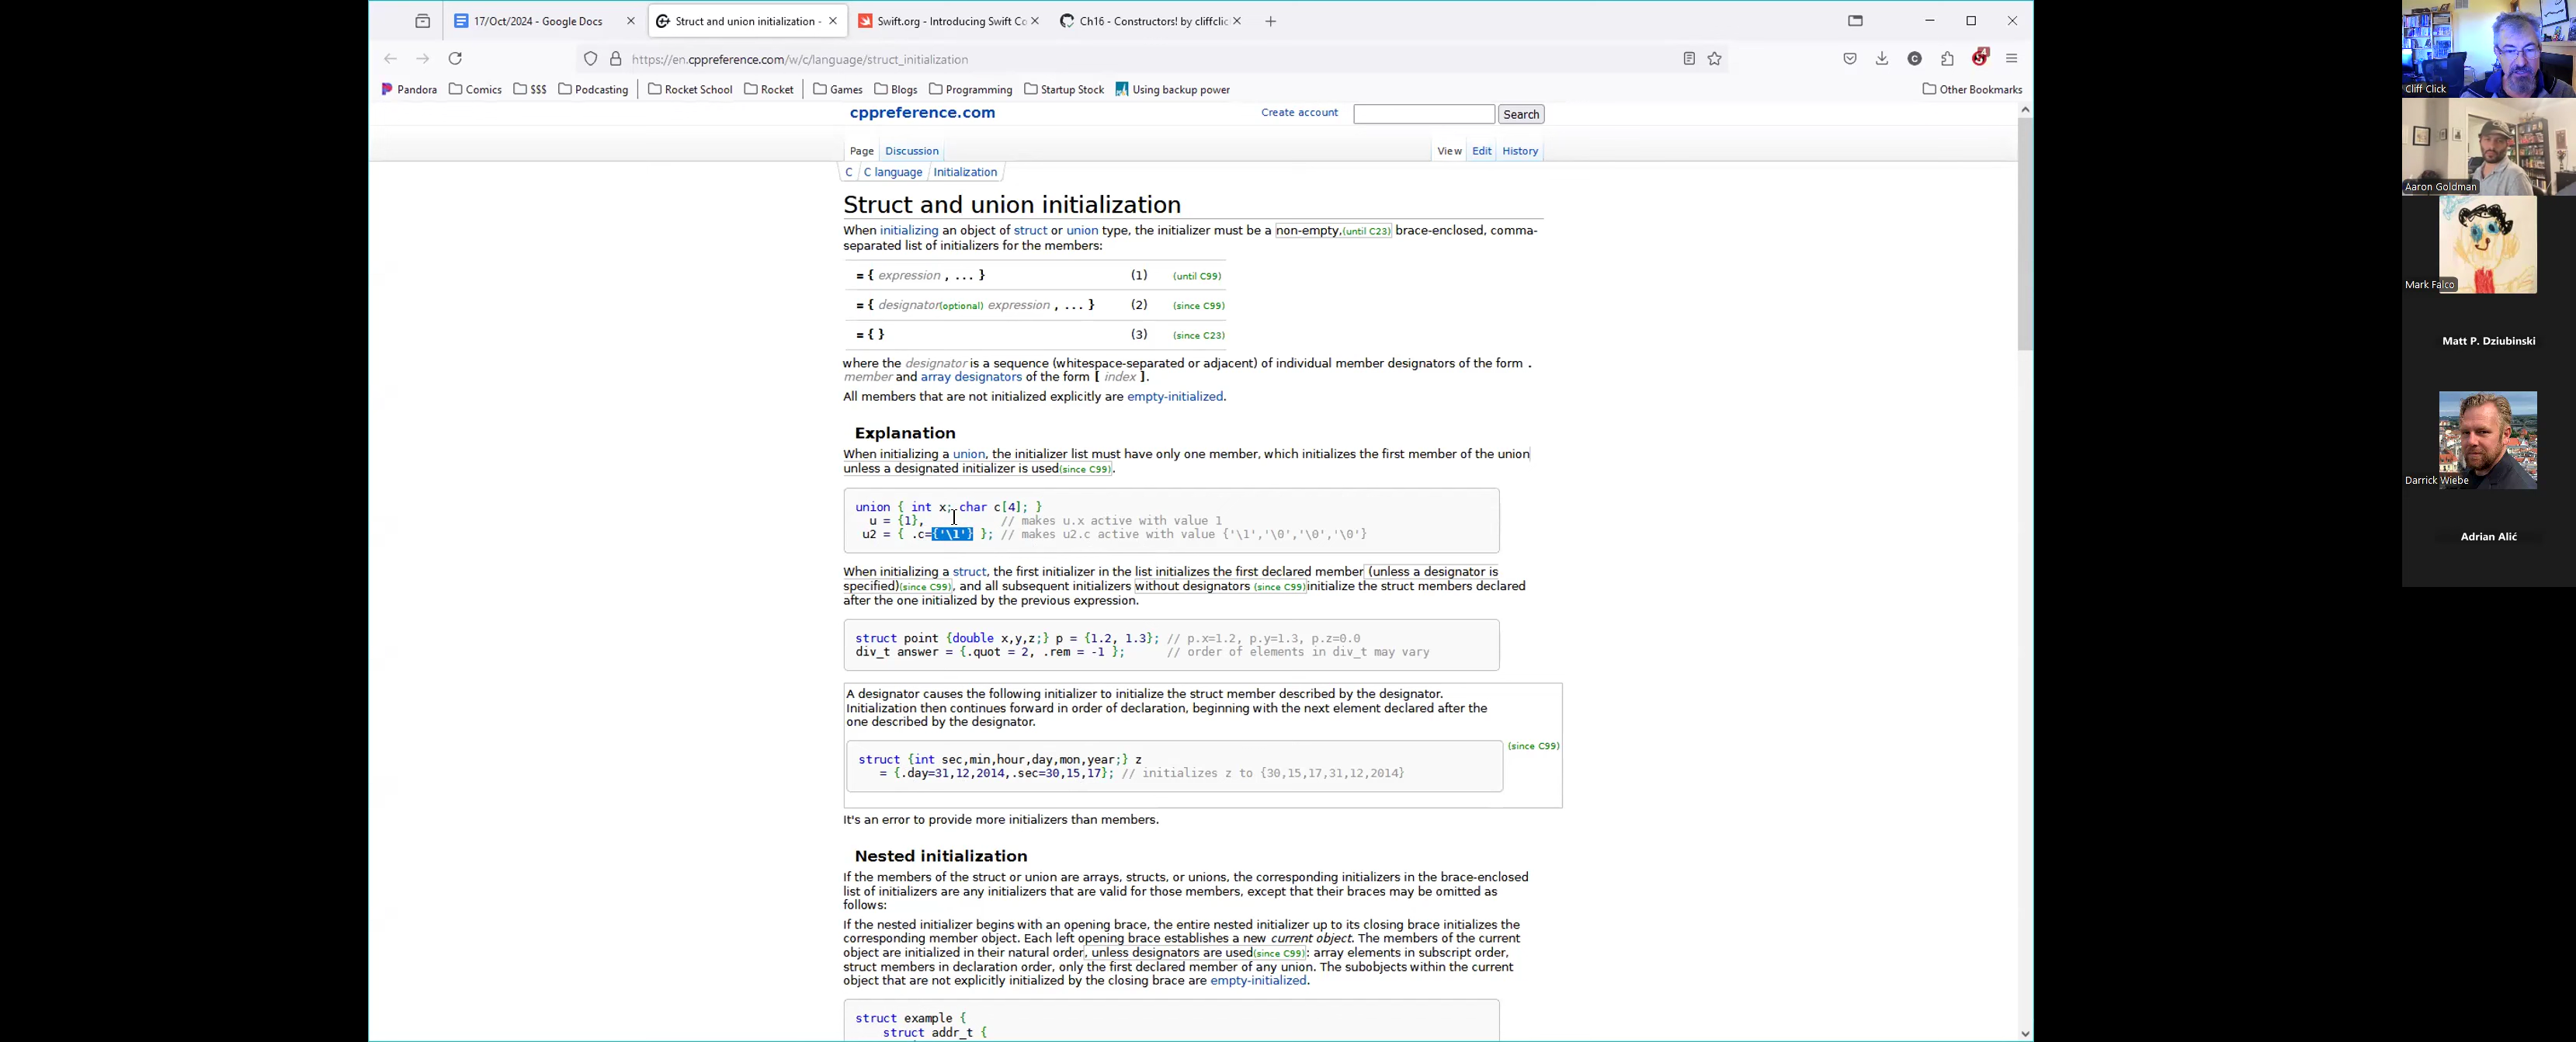 17/Oct/2024 - Google Docs
Struct and union initialization -
Swift.org - Introducing Swift Co
Ch16 - Constructors! by cliffclic
https://en.cppreference.com/w/c/language/struct_initialization
Pandora Comics $$$ Podcasting Rocket School Rocket Games Blogs Programming Startup Stock Using backup power Other Bookmarks
cppreference.com Create account Search
Page Discussion View Edit History
C C language Initialization
Struct and union initialization
When initializing an object of struct or union type, the initializer must be a non-empty,(until C23) brace-enclosed, comma-
separated list of initializers for the members:
= { expression , ... } (1) (until C99)
= { designator(optional) expression , ... } (2) (since C99)
= { } (3) (since C23)
where the designator is a sequence (whitespace-separated or adjacent) of individual member designators of the form .
member and array designators of the form [ index ].
All members that are not initialized explicitly are empty-initialized.
Explanation
When initializing a union, the initializer list must have only one member, which initializes the first member of the union
unless a designated initializer is used(since C99).
union { int x; char c[4]; }
u = {1}, // makes u.x active with value 1
u2 = { .c={'\1'} }; // makes u2.c active with value {'\1','\0','\0','\0'}
When initializing a struct, the first initializer in the list initializes the first declared member (unless a designator is
specified)(since C99), and all subsequent initializers without designators (since C99)initialize the struct members declared
after the one initialized by the previous expression.
struct point {double x,y,z;} p = {1.2, 1.3}; // p.x=1.2, p.y=1.3, p.z=0.0
div_t answer = {.quot = 2, .rem = -1 }; // order of elements in div_t may vary
A designator causes the following initializer to initialize the struct member described by the designator.
Initialization then continues forward in order of declaration, beginning with the next element declared after the
one described by the designator.
(since C99)
struct {int sec,min,hour,day,mon,year;} z
= {.day=31,12,2014,.sec=30,15,17}; // initializes z to {30,15,17,31,12,2014}
It's an error to provide more initializers than members.
Nested initialization
If the members of the struct or union are arrays, structs, or unions, the corresponding initializers in the brace-enclosed
list of initializers are any initializers that are valid for those members, except that their braces may be omitted as
follows:
If the nested initializer begins with an opening brace, the entire nested initializer up to its closing brace initializes the
corresponding member object. Each left opening brace establishes a new current object. The members of the current
object are initialized in their natural order, unless designators are used(since C99): array elements in subscript order,
struct members in declaration order, only the first declared member of any union. The subobjects within the current
object that are not explicitly initialized by the closing brace are empty-initialized.
struct example {
struct addr_t {
Cliff Click
Aaron Goldman
Mark Falco
Matt P. Dziubinski
Darrick Wiebe
Adrian Alić